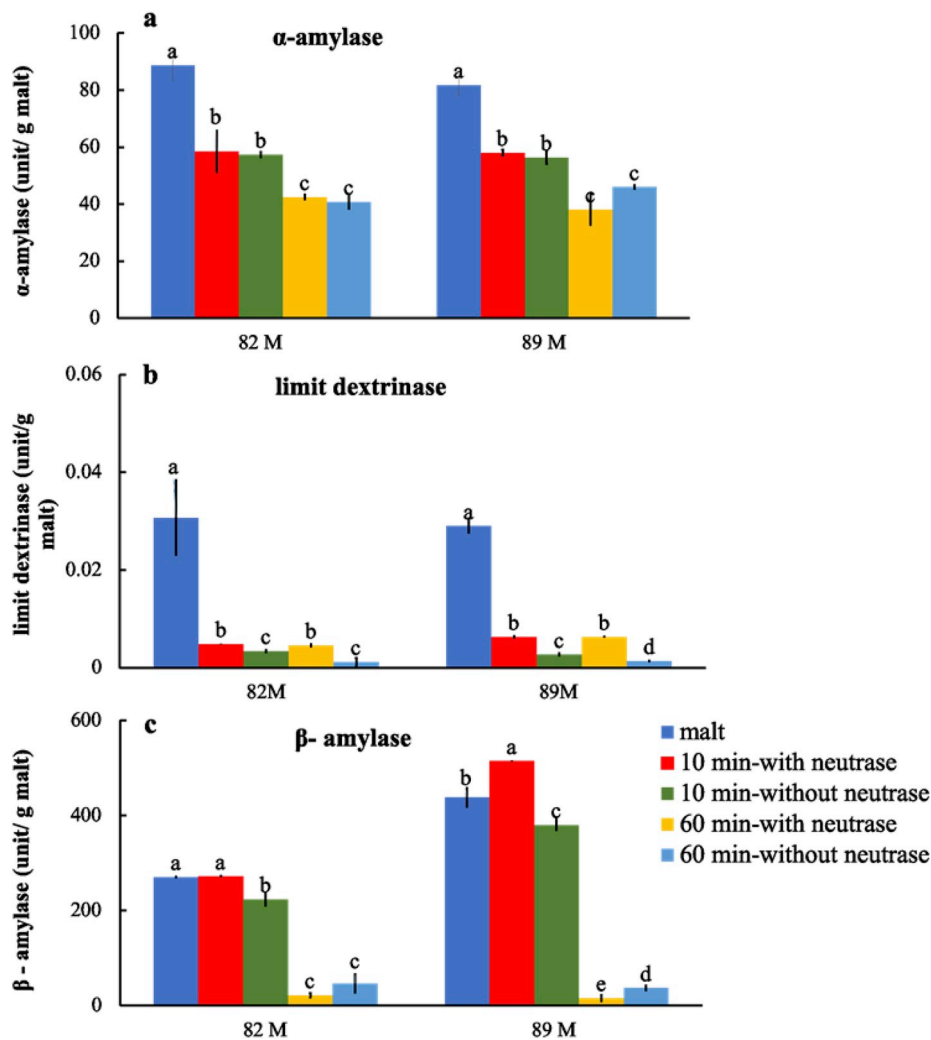 a
α-amylase
α-amylase (unit/ g malt)
100
80
60
40
20
0
a
b
b
c
c
a
b
b
c
c
82 M
89 M
b
limit dextrinase
limit dextrinase (unit/g
malt)
0.06
0.04
0.02
0
a
b
c
b
c
a
b
c
b
d
82M
89M
c
β- amylase
β - amylase (unit/ g malt)
600
400
200
0
a
a
b
c
c
b
a
c
e
d
82 M
89 M
malt
10 min-with neutrase
10 min-without neutrase
60 min-with neutrase
60 min-without neutrase